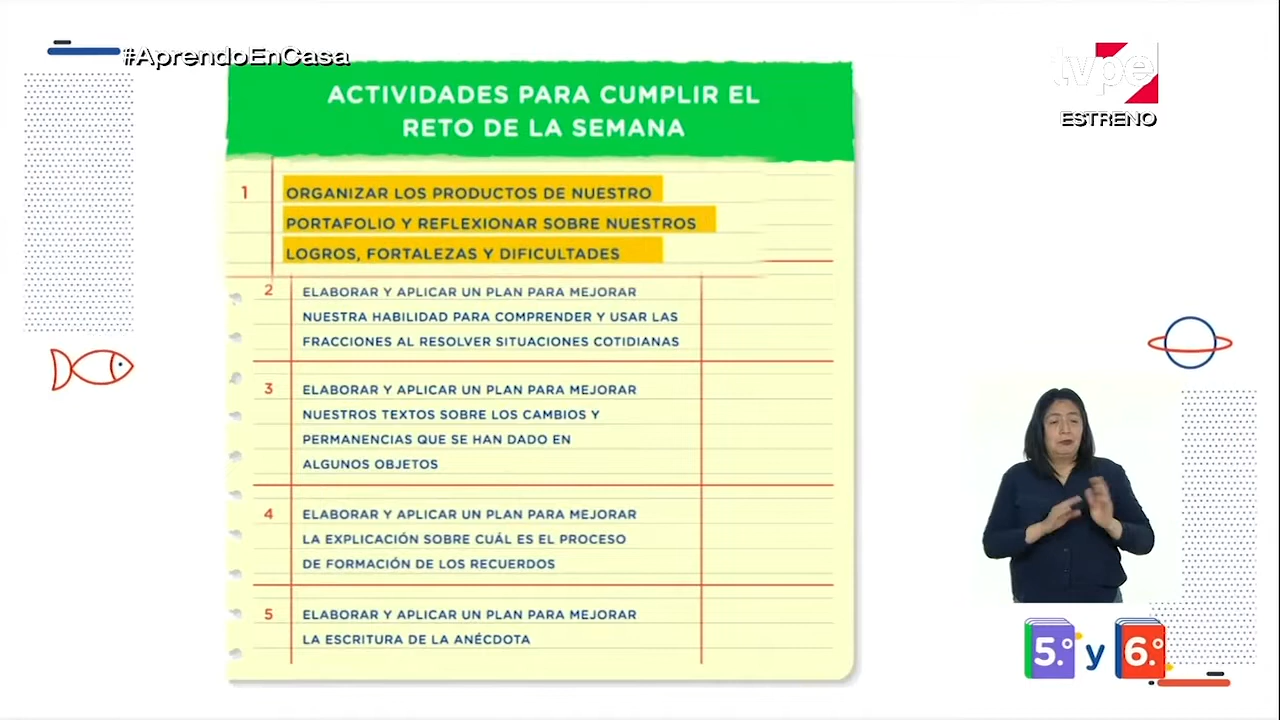 #AprendoEnCasa
tvpe
ESTRENO
ACTIVIDADES PARA CUMPLIR EL
RETO DE LA SEMANA
1
ORGANIZAR LOS PRODUCTOS DE NUESTRO
PORTAFOLIO Y REFLEXIONAR SOBRE NUESTROS
LOGROS, FORTALEZAS Y DIFICULTADES
2
ELABORAR Y APLICAR UN PLAN PARA MEJORAR
NUESTRA HABILIDAD PARA COMPRENDER Y USAR LAS
FRACCIONES AL RESOLVER SITUACIONES COTIDIANAS
3
ELABORAR Y APLICAR UN PLAN PARA MEJORAR
NUESTROS TEXTOS SOBRE LOS CAMBIOS Y
PERMANENCIAS QUE SE HAN DADO EN
ALGUNOS OBJETOS
4
ELABORAR Y APLICAR UN PLAN PARA MEJORAR
LA EXPLICACIÓN SOBRE CUÁL ES EL PROCESO
DE FORMACIÓN DE LOS RECUERDOS
5
ELABORAR Y APLICAR UN PLAN PARA MEJORAR
LA ESCRITURA DE LA ANÉCDOTA
5.° y 6.°